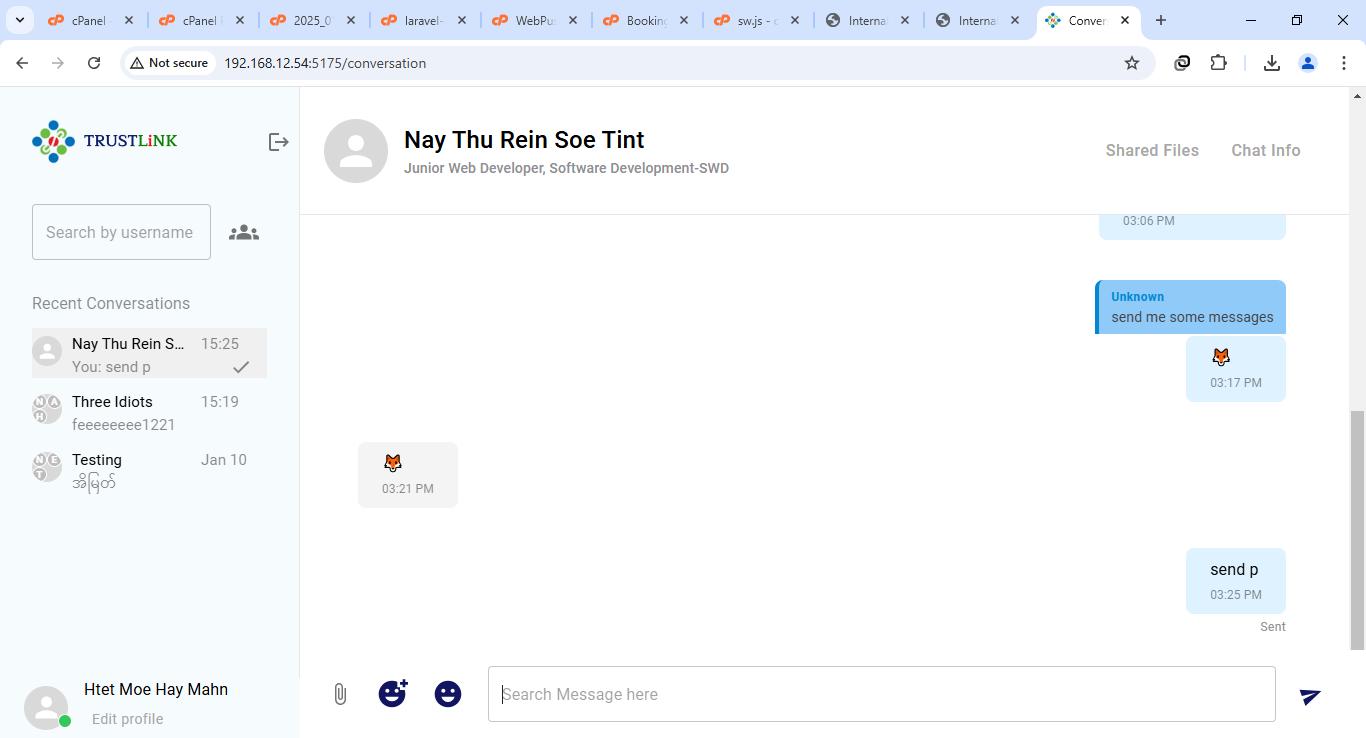 cPanel
cPanel
2025_0
laravel-
WebPu
Booking
sw.js - c
Internal
Interna
Conver
Not secure
192.168.12.54:5175/conversation
TRUSTLiNK
Search by username
Recent Conversations
Nay Thu Rein S... 15:25
You: send p
Three Idiots 15:19
feeeeeeee1221
Testing Jan 10
အိမြတ်
Htet Moe Hay Mahn
Edit profile
Nay Thu Rein Soe Tint
Junior Web Developer, Software Development-SWD
Shared Files
Chat Info
03:06 PM
Unknown
send me some messages
03:17 PM
03:21 PM
send p
03:25 PM
Sent
Search Message here